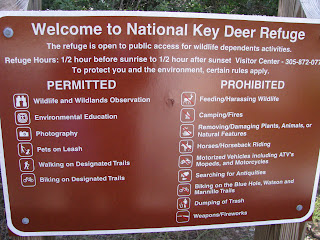 Welcome to National Key Deer Refuge
The refuge is open to public access for wildlife dependents activities.
Refuge Hours: 1/2 hour before sunrise to 1/2 hour after sunset Visitor Center - 305-872-077
To protect you and the environment, certain rules apply.
PERMITTED
Wildlife and Wildlands Observation
Environmental Education
Photography
Pets on Leash
Walking on Designated Trails
Biking on Designated Trails
PROHIBITED
Feeding/Harassing Wildlife
Camping/Fires
Removing/Damaging Plants, Animals, or
Natural Features
Horses/Horseback Riding
Motorized Vehicles including ATV's
Mopeds, and Motorcycles
Searching for Antiquities
Biking on the Blue Hole, Watson and
Mannillo Trails
Dumping of Trash
Weapons/Fireworks